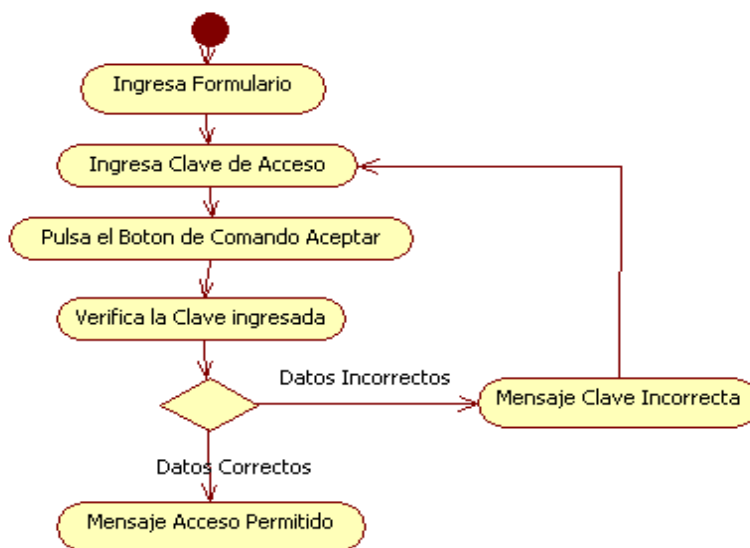 Ingresa Formulario
Ingresa Clave de Acceso
Pulsa el Boton de Comando Aceptar
Verifica la Clave ingresada
Datos Incorrectos
Mensaje Clave Incorrecta
Datos Correctos
Mensaje Acceso Permitido